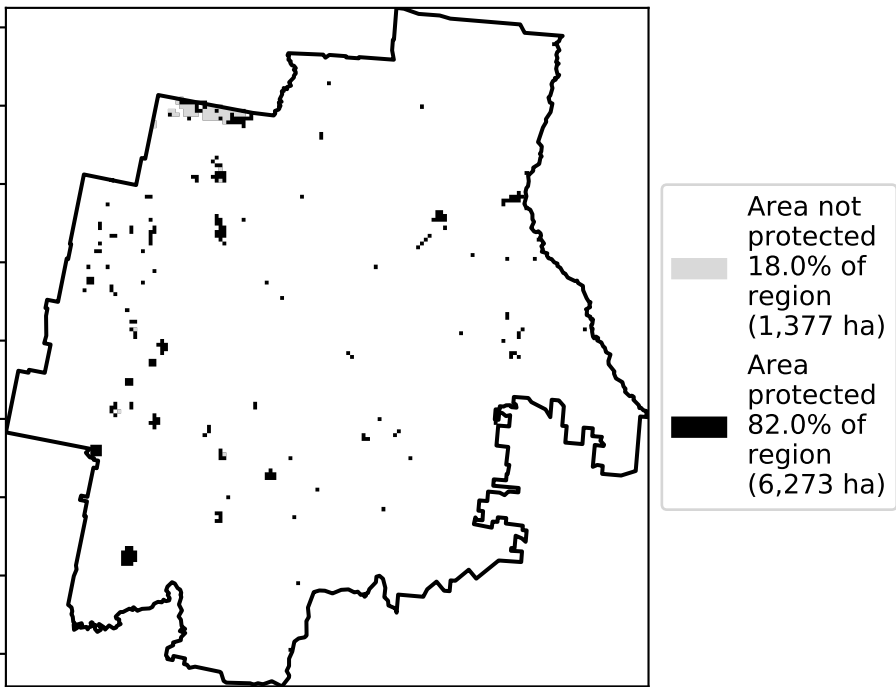 Area not
protected
18.0% of
region
(1,377 ha)
Area
protected
82.0% of
region
(6,273 ha)